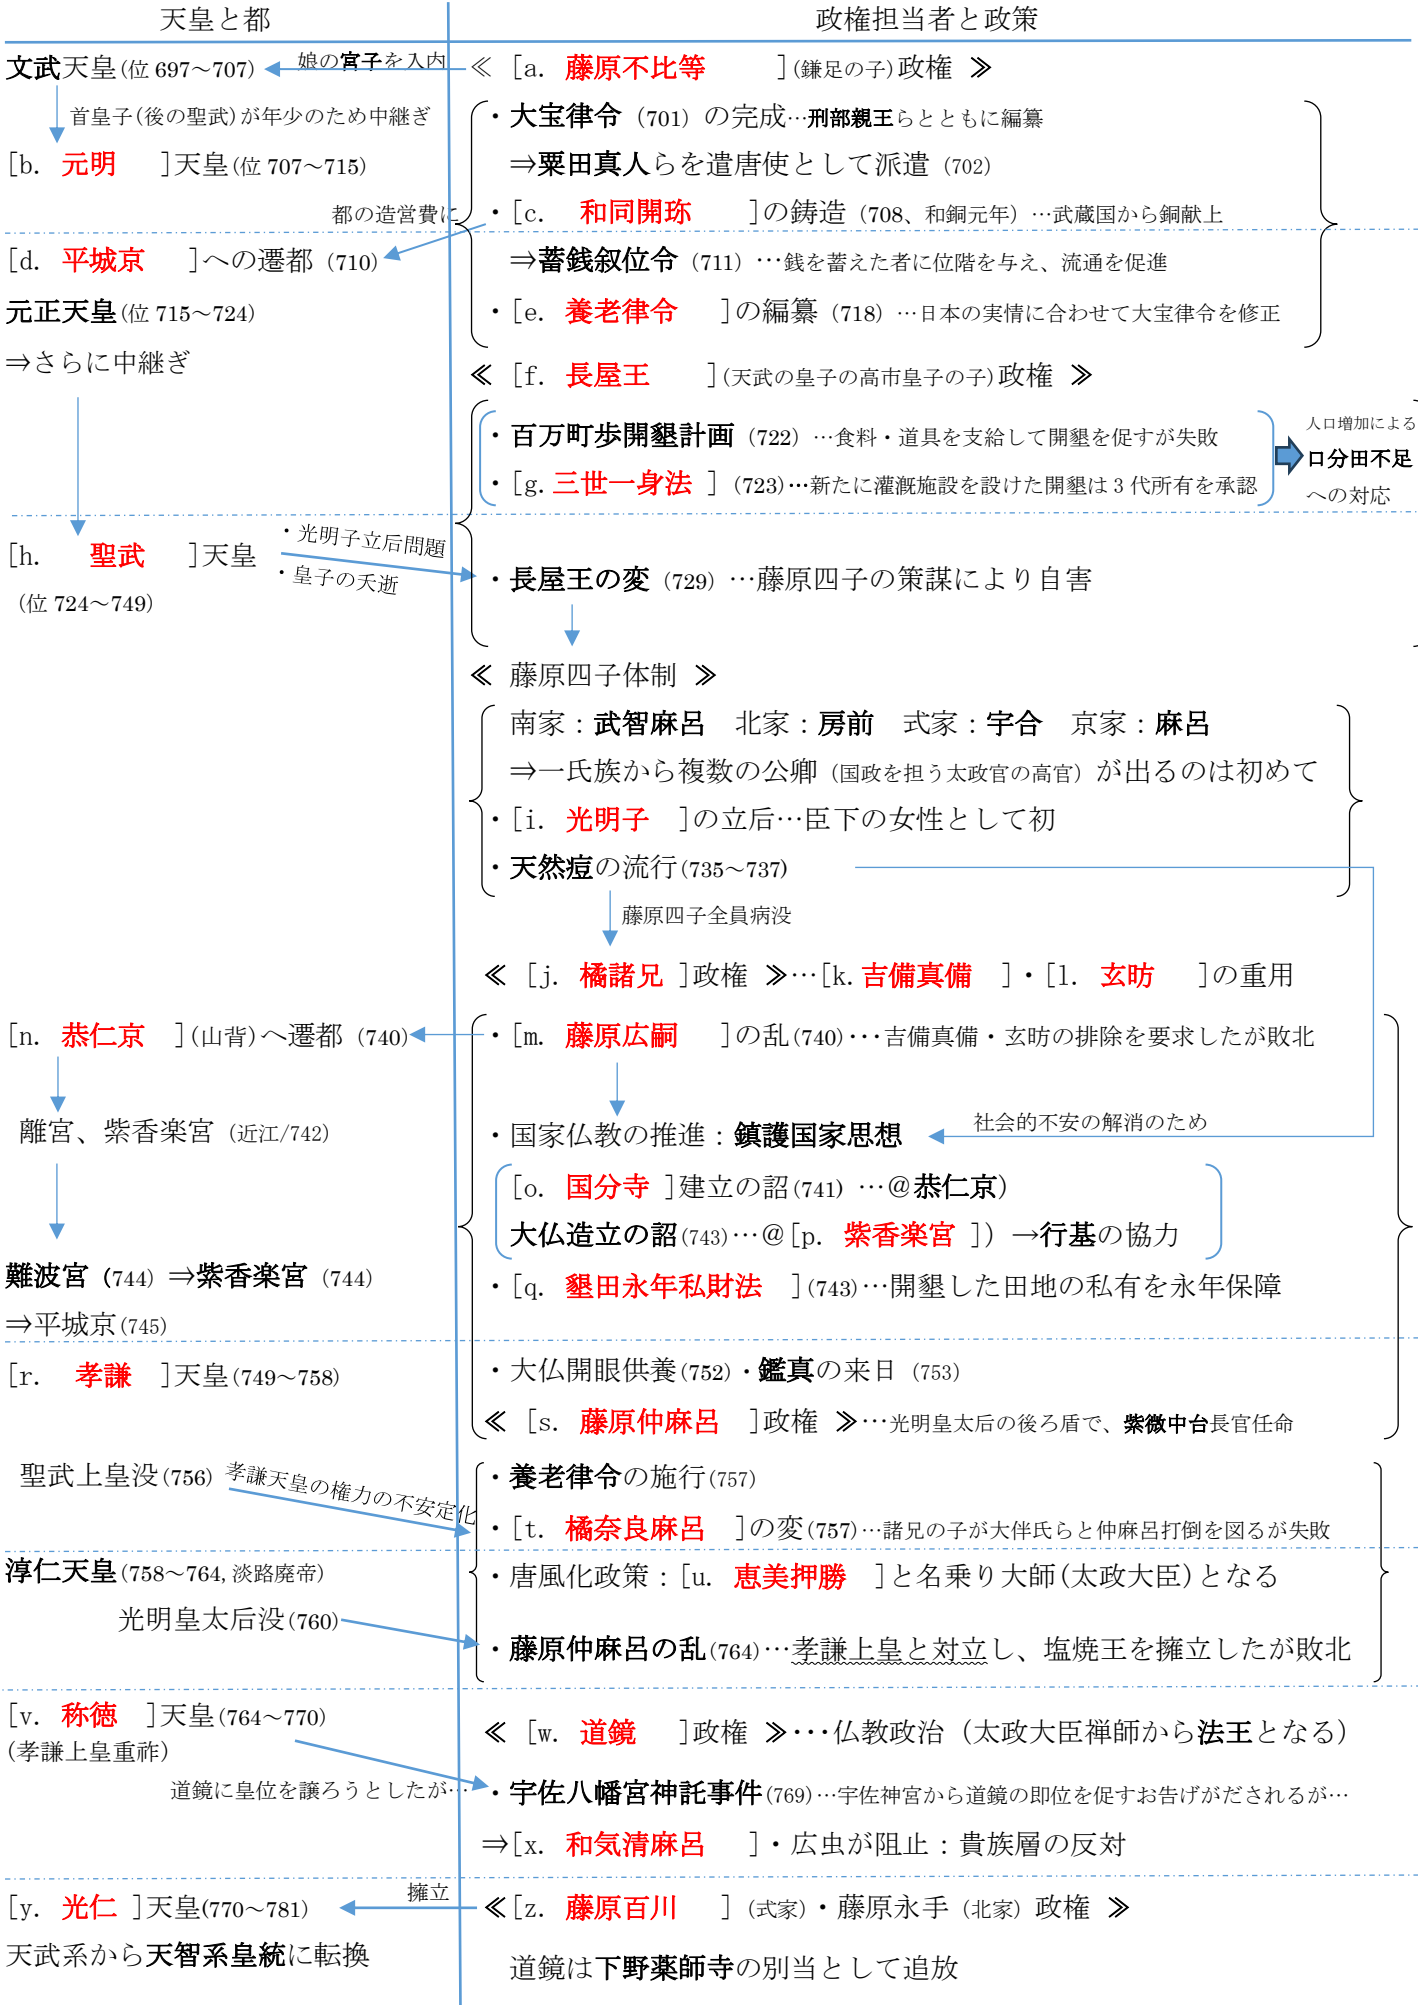 天皇と都
政権担当者と政策
文武天皇(位 697～707)
娘の宮子を入内
≪ [a. 藤原不比等 ](鎌足の子)政権 ≫
首皇子(後の聖武)が年少のため中継ぎ
・大宝律令（701）の完成…刑部親王らとともに編纂
[b. 元明 ]天皇(位 707～715)
⇒粟田真人らを遣唐使として派遣（702）
都の造営費に
・[c. 和同開珎 ]の鋳造（708、和銅元年）…武蔵国から銅献上
[d. 平城京 ]への遷都（710）
⇒蓄銭叙位令（711）…銭を蓄えた者に位階を与え、流通を促進
元正天皇(位 715～724)
・[e. 養老律令 ]の編纂（718）…日本の実情に合わせて大宝律令を修正
⇒さらに中継ぎ
≪ [f. 長屋王 ](天武の皇子の高市皇子の子)政権 ≫
・百万町歩開墾計画（722）…食料・道具を支給して開墾を促すが失敗
・[g.三世一身法 ]（723）…新たに灌漑施設を設けた開墾は 3 代所有を承認
人口増加による
口分田不足
への対応
[h. 聖武 ]天皇
(位 724～749)
・光明子立后問題
・皇子の夭逝
・長屋王の変（729）…藤原四子の策謀により自害
≪ 藤原四子体制 ≫
南家：武智麻呂　北家：房前　式家：宇合　京家：麻呂
⇒一氏族から複数の公卿（国政を担う太政官の高官）が出るのは初めて
・[i. 光明子 ]の立后…臣下の女性として初
・天然痘の流行(735～737)
藤原四子全員病没
≪ [j. 橘諸兄 ]政権 ≫…[k.吉備真備 ]・[l. 玄昉 ]の重用
[n. 恭仁京 ](山背)へ遷都（740）
・[m. 藤原広嗣 ]の乱(740)･･･吉備真備・玄昉の排除を要求したが敗北
離宮、紫香楽宮（近江/742）
・国家仏教の推進：鎮護国家思想
社会的不安の解消のため
[o. 国分寺 ]建立の詔(741) …@恭仁京)
大仏造立の詔(743)…@[p. 紫香楽宮 ]) →行基の協力
難波宮（744）⇒紫香楽宮（744）
・[q. 墾田永年私財法 ](743)…開墾した田地の私有を永年保障
⇒平城京(745)
[r. 孝謙 ]天皇(749～758)
・大仏開眼供養(752)・鑑真の来日（753）
≪ [s. 藤原仲麻呂 ]政権 ≫…光明皇太后の後ろ盾で、紫微中台長官任命
聖武上皇没(756)
孝謙天皇の権力の不安定化
・養老律令の施行(757)
・[t. 橘奈良麻呂 ]の変(757)…諸兄の子が大伴氏らと仲麻呂打倒を図るが失敗
淳仁天皇(758～764,淡路廃帝)
・唐風化政策：[u. 恵美押勝 ]と名乗り大師(太政大臣)となる
光明皇太后没(760)
・藤原仲麻呂の乱(764)…孝謙上皇と対立し、塩焼王を擁立したが敗北
[v. 称徳 ]天皇(764～770)
(孝謙上皇重祚)
≪ [w. 道鏡 ]政権 ≫･･･仏教政治（太政大臣禅師から法王となる）
道鏡に皇位を譲ろうとしたが…
・宇佐八幡宮神託事件(769)…宇佐神宮から道鏡の即位を促すお告げがだされるが…
⇒[x. 和気清麻呂 ]・広虫が阻止：貴族層の反対
[y. 光仁 ]天皇(770～781)
擁立
≪[z. 藤原百川 ]（式家）・藤原永手（北家）政権 ≫
天武系から天智系皇統に転換
道鏡は下野薬師寺の別当として追放